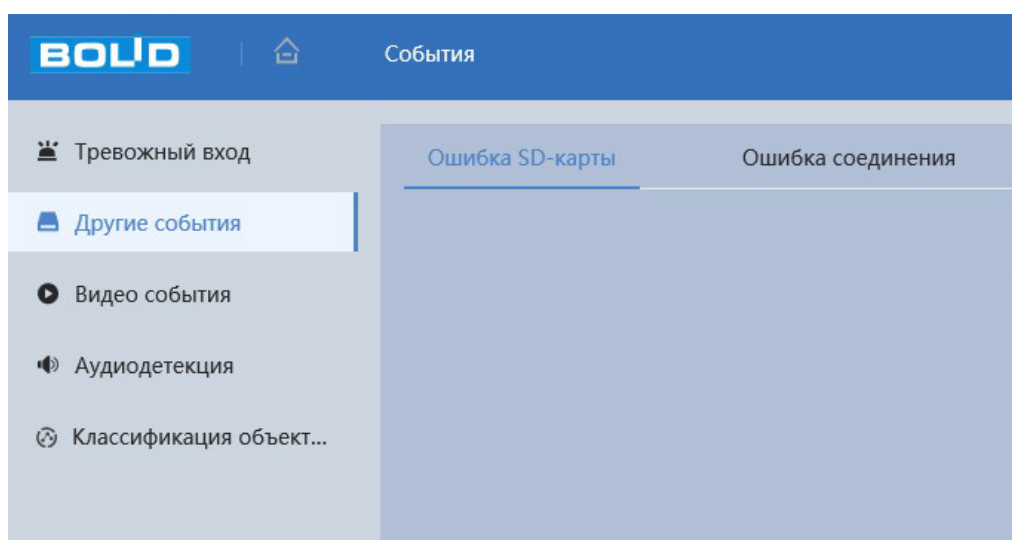 BOLID
События
Тревожный вход
Другие события
Видео события
Аудиодетекция
Классификация объект...
Ошибка SD-карты
Ошибка соединения